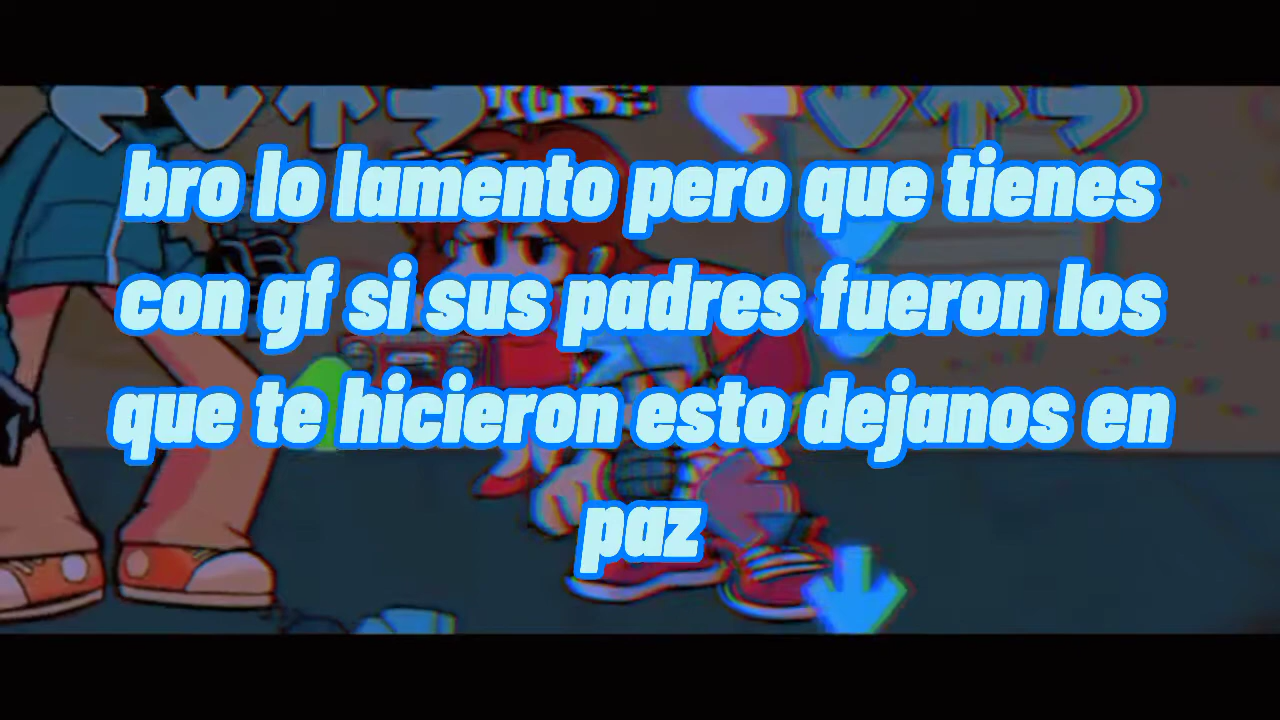 bro lo lamento pero que tienes
con gf si sus padres fueron los
que te hicieron esto dejanos en
paz